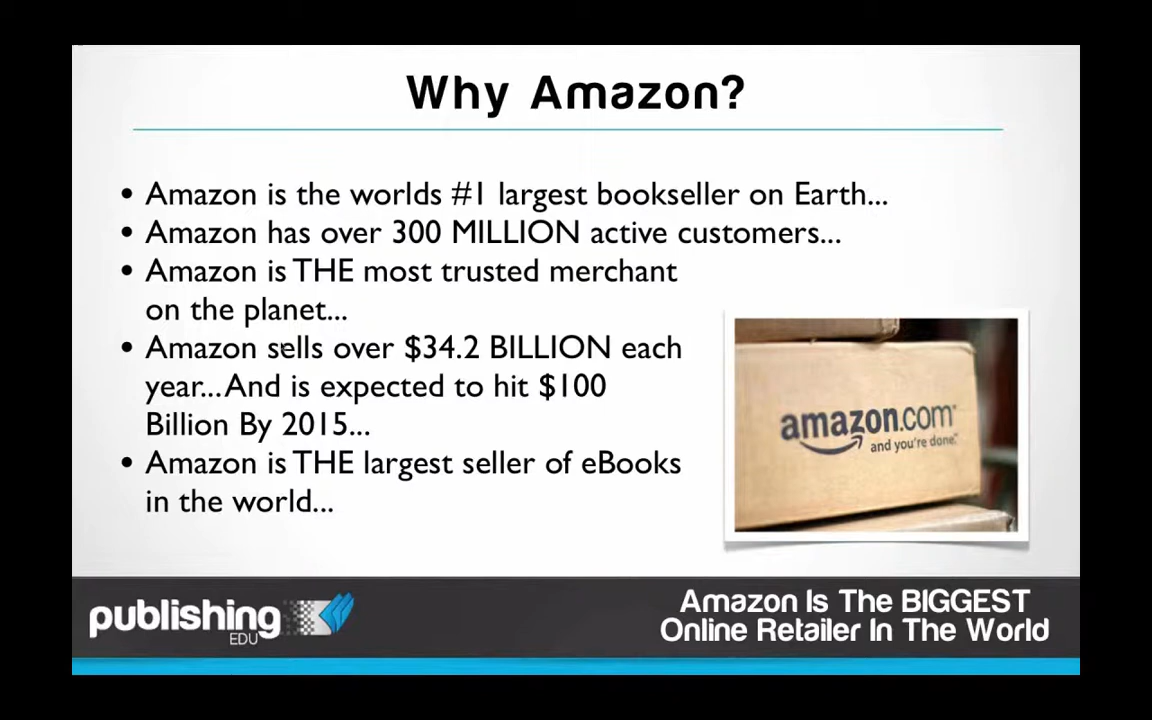 Why Amazon?
• Amazon is the worlds #1 largest bookseller on Earth...
• Amazon has over 300 MILLION active customers...
• Amazon is THE most trusted merchant
on the planet...
• Amazon sells over $34.2 BILLION each
year... And is expected to hit $100
Billion By 2015...
• Amazon is THE largest seller of eBooks
in the world...
amazon.com
and you're done.™
publishing
EDU
Amazon Is The BIGGEST
Online Retailer In The World